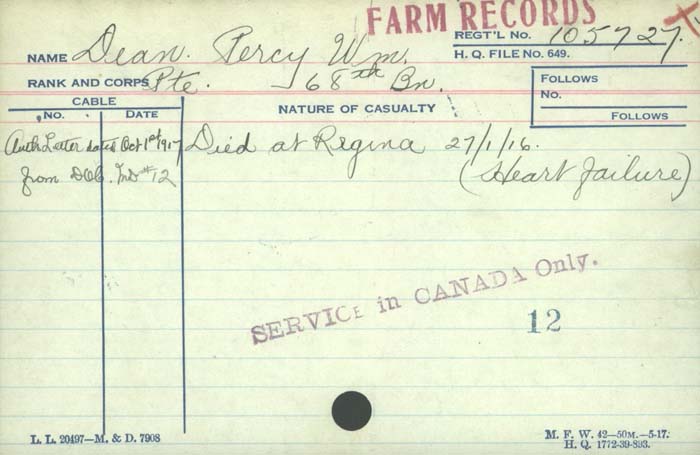 FARM RECORDS
NAME Dean. Percy Wm. REGT'L No. 105727.
H. Q. FILE No. 649.
RANK AND CORPS Pte. 68th Bn.
FOLLOWS
No.
FOLLOWS
CABLE
No. DATE
NATURE OF CASUALTY
Auth Letter dated Oct 1st 1917 Died at Regina 27/1/16.
from DOC. MD #12 (Heart failure)
SERVICE in CANADA Only.
12
L. L. 20497—M. & D. 7908
M. F. W. 42—50M.—5-17.
H. Q. 1772-39-893.